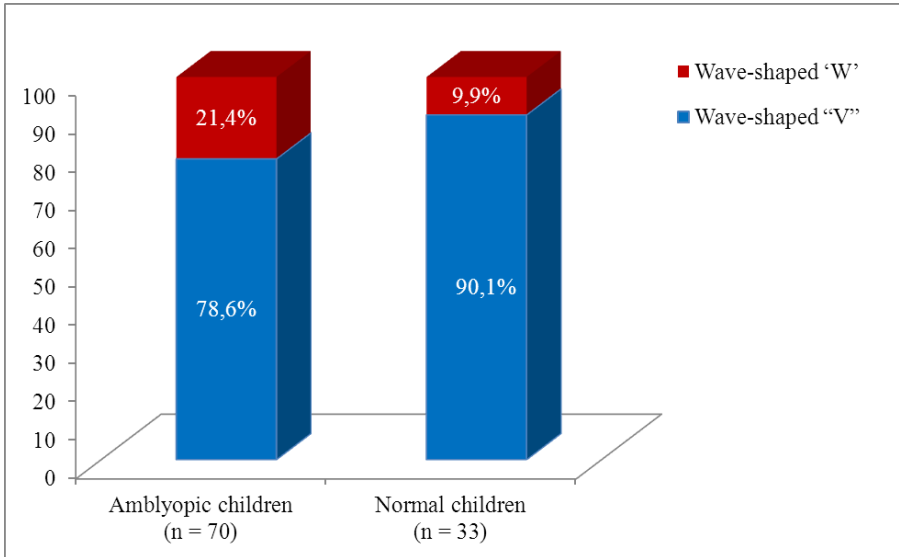 100
90
80
70
60
50
40
30
20
10
0
21,4%
78,6%
9,9%
90,1%
Amblyopic children
(n = 70)
Normal children
(n = 33)
Wave-shaped ‘W’
Wave-shaped “V”